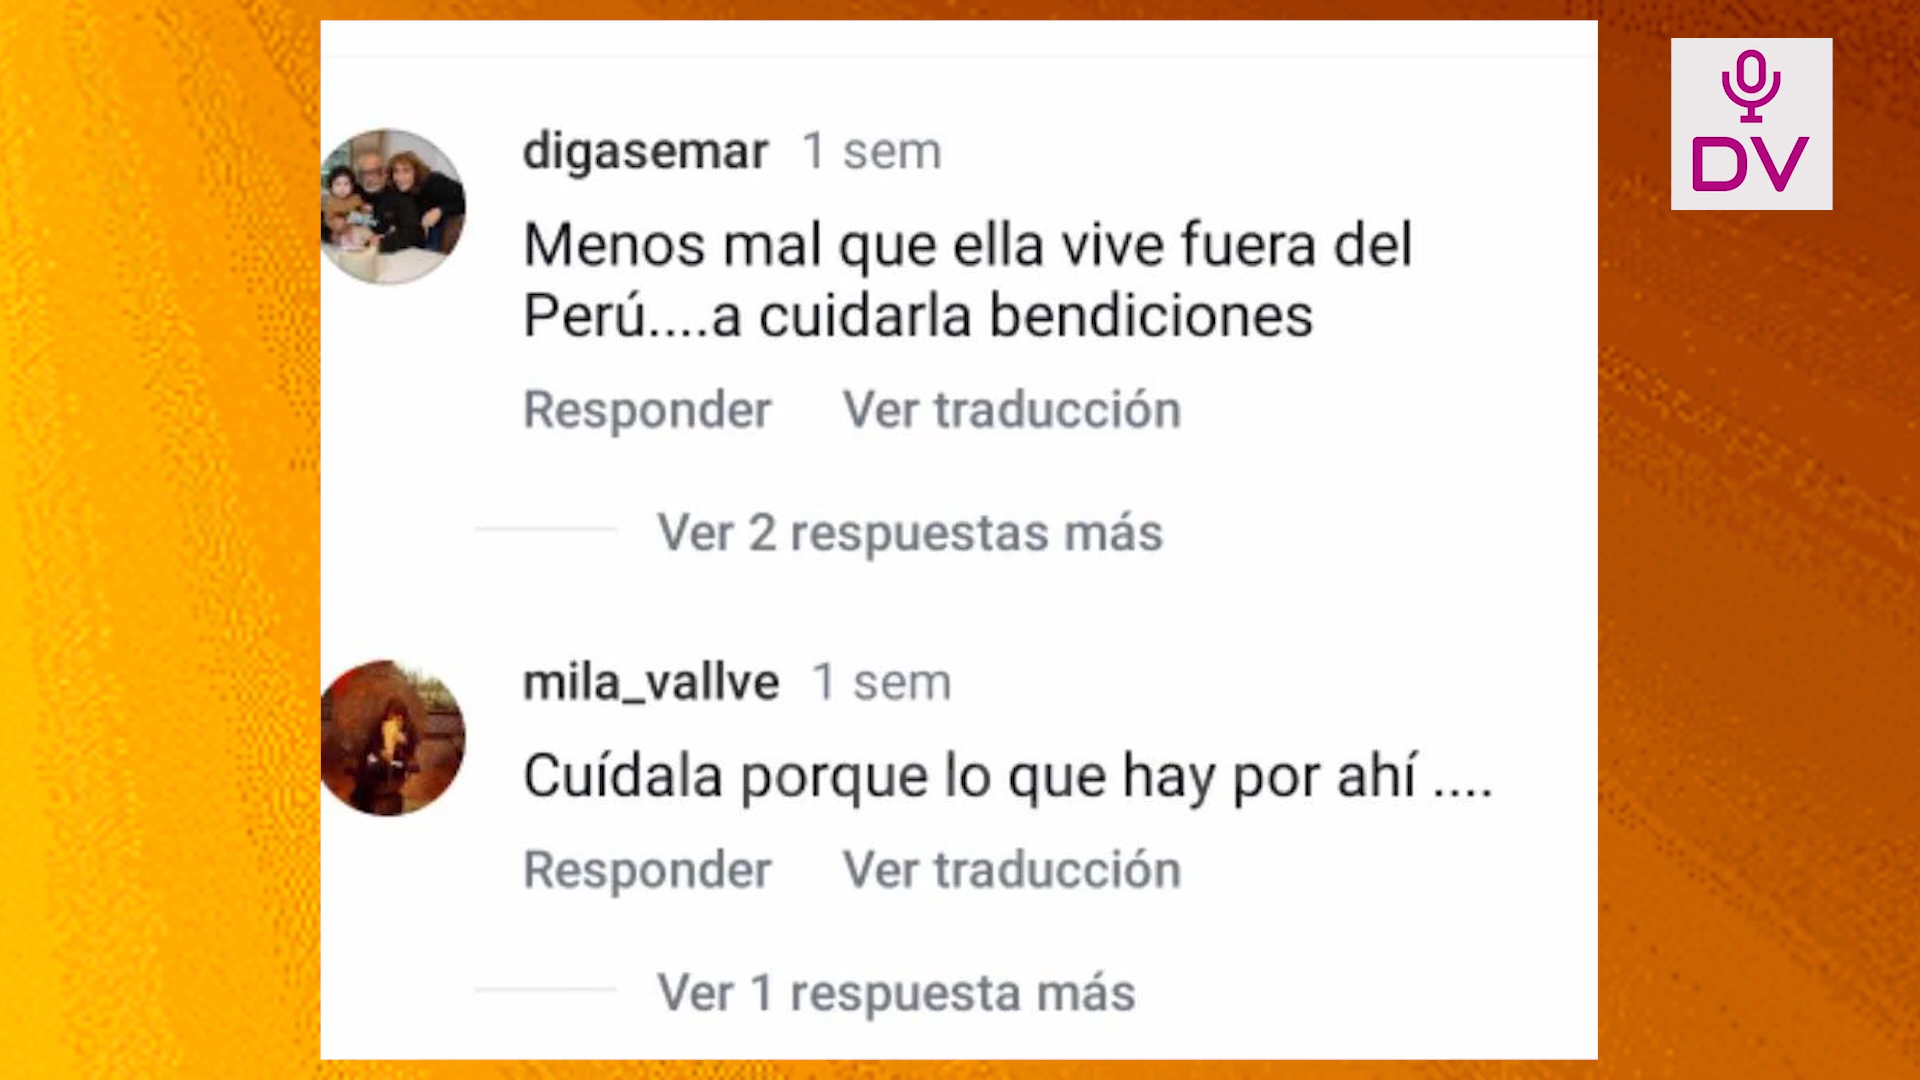 DV
digasemar 1 sem
Menos mal que ella vive fuera del
Perú....a cuidarla bendiciones
Responder Ver traducción
Ver 2 respuestas más
mila_vallve 1 sem
Cuídala porque lo que hay por ahí ....
Responder Ver traducción
Ver 1 respuesta más